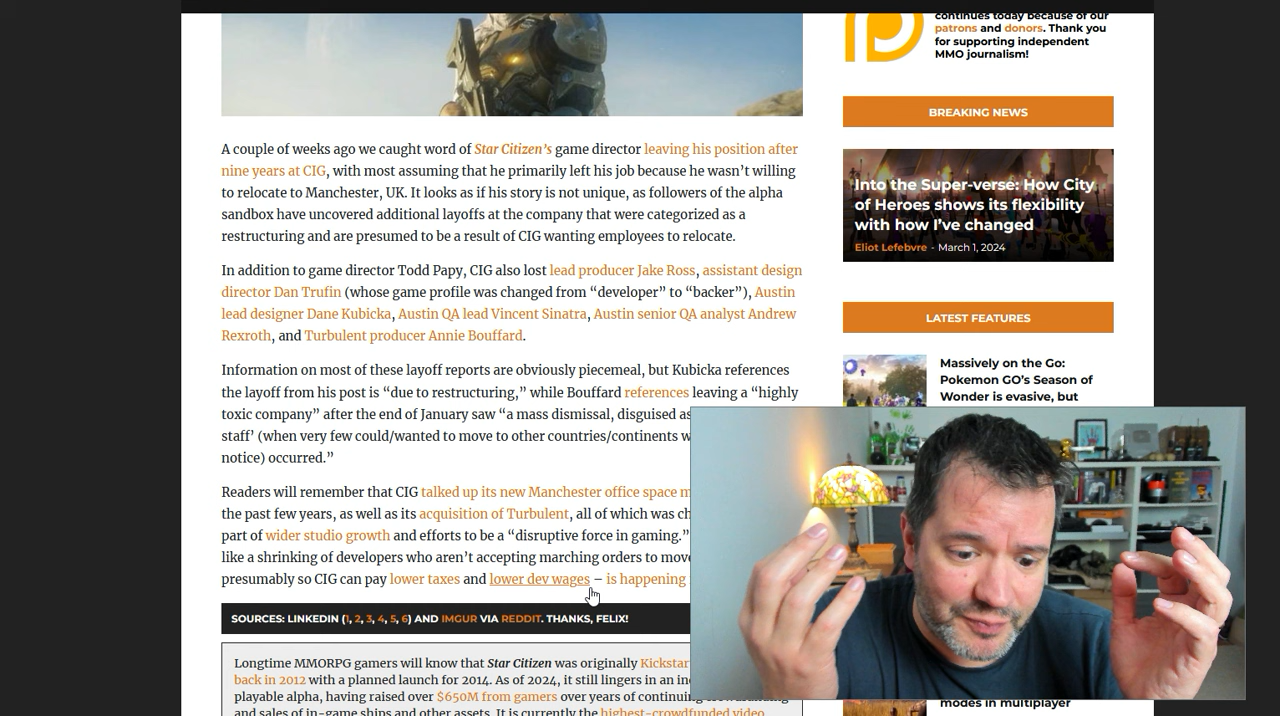 A couple of weeks ago we caught word of Star Citizen's game director leaving his position after
nine years at CIG, with most assuming that he primarily left his job because he wasn't willing
to relocate to Manchester, UK. It looks as if his story is not unique, as followers of the alpha
sandbox have uncovered additional layoffs at the company that were categorized as a
restructuring and are presumed to be a result of CIG wanting employees to relocate.
In addition to game director Todd Papy, CIG also lost lead producer Jake Ross, assistant design
director Dan Trufin (whose game profile was changed from “developer” to “backer”), Austin
lead designer Dane Kubicka, Austin QA lead Vincent Sinatra, Austin senior QA analyst Andrew
Rexroth, and Turbulent producer Annie Bouffard.
Information on most of these layoff reports are obviously piecemeal, but Kubicka references
the layoff from his post is “due to restructuring,” while Bouffard references leaving a “highly
toxic company” after the end of January saw “a mass dismissal, disguised as
staff’ (when very few could/wanted to move to other countries/continents w
notice) occurred.”
Readers will remember that CIG talked up its new Manchester office space m
the past few years, as well as its acquisition of Turbulent, all of which was ch
part of wider studio growth and efforts to be a “disruptive force in gaming.”
like a shrinking of developers who aren't accepting marching orders to move
presumably so CIG can pay lower taxes and lower dev wages – is happening
SOURCES: LINKEDIN (1, 2, 3, 4, 5, 6) AND IMGUR VIA REDDIT. THANKS, FELIX!
Longtime MMORPG gamers will know that Star Citizen was originally Kickstar
back in 2012 with a planned launch for 2014. As of 2024, it still lingers in an in
playable alpha, having raised over $650M from gamers over years of continuin
and sales of in-game ships and other assets. It is currently the highest-crowdfunded video
continues today because of our
patrons and donors. Thank you
for supporting independent
MMO journalism!
BREAKING NEWS
Into the Super-verse: How City
of Heroes shows its flexibility
with how I've changed
Eliot Lefebvre - March 1, 2024
LATEST FEATURES
Massively on the Go:
Pokemon GO's Season of
Wonder is evasive, but
modes in multiplayer